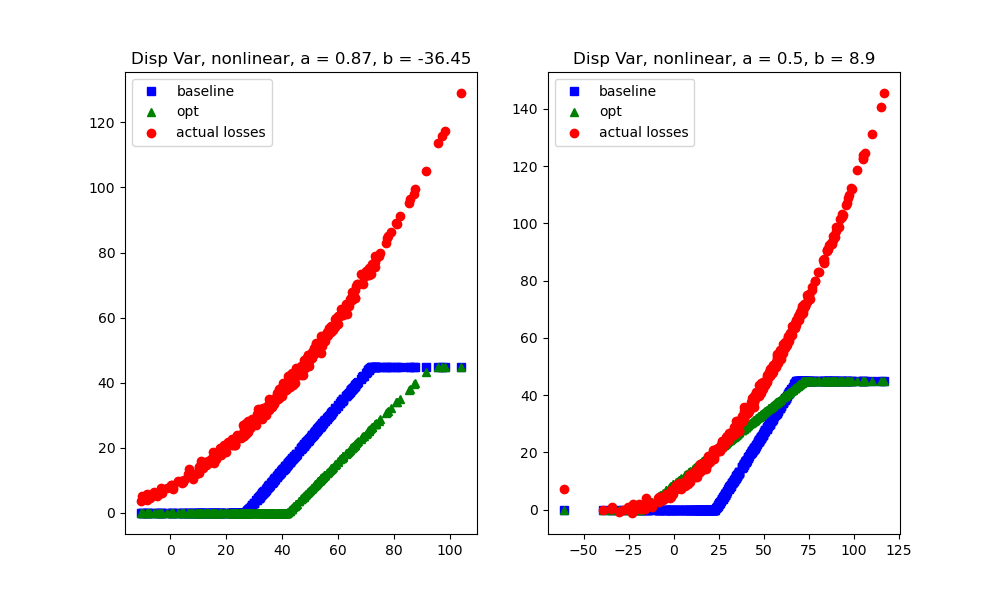 Disp Var, nonlinear, a = 0.87, b = -36.45
baseline
opt
actual losses
120
100
80
60
40
20
0
0 20 40 60 80 100
Disp Var, nonlinear, a = 0.5, b = 8.9
baseline
opt
actual losses
140
120
100
80
60
40
20
0
−50 −25 0 25 50 75 100 125